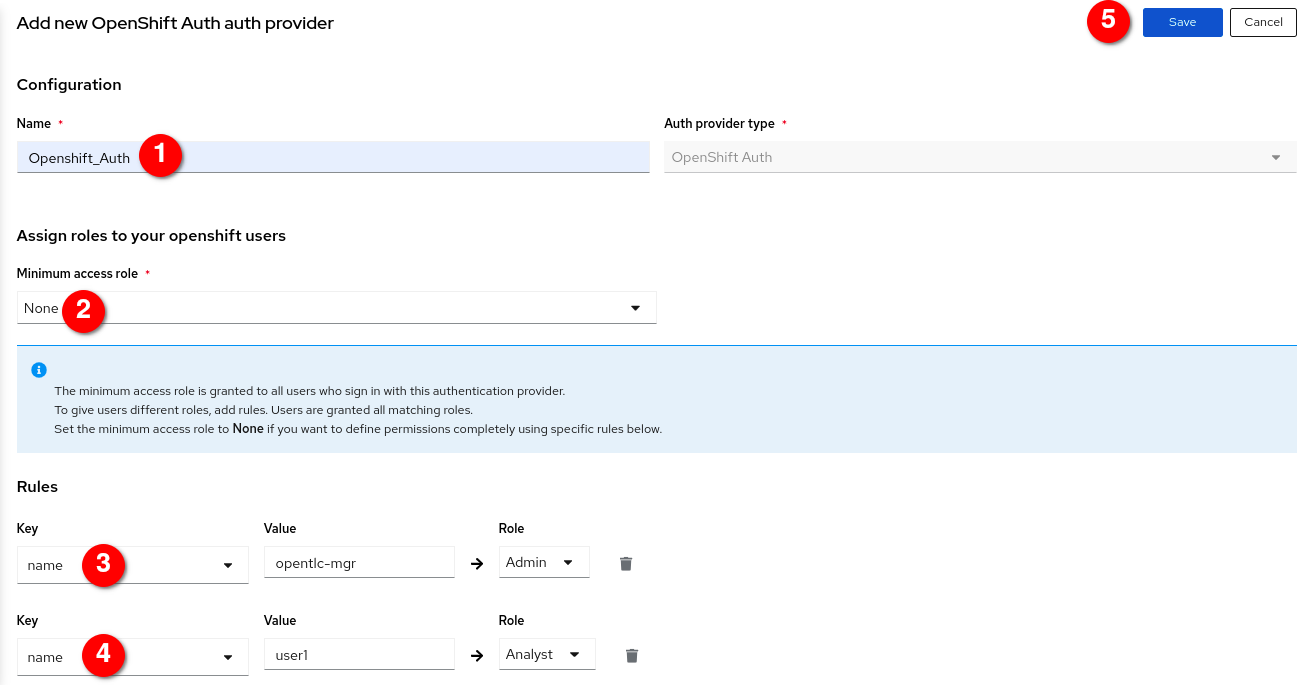 Add new OpenShift Auth auth provider
5
Save
Cancel
Configuration
Name *
Auth provider type *
Openshift_Auth
1
OpenShift Auth
Assign roles to your openshift users
Minimum access role *
None
2
i
The minimum access role is granted to all users who sign in with this authentication provider.
To give users different roles, add rules. Users are granted all matching roles.
Set the minimum access role to None if you want to define permissions completely using specific rules below.
Rules
Key
Value
Role
name
3
opentlc-mgr
Admin
Key
Value
Role
name
4
user1
Analyst